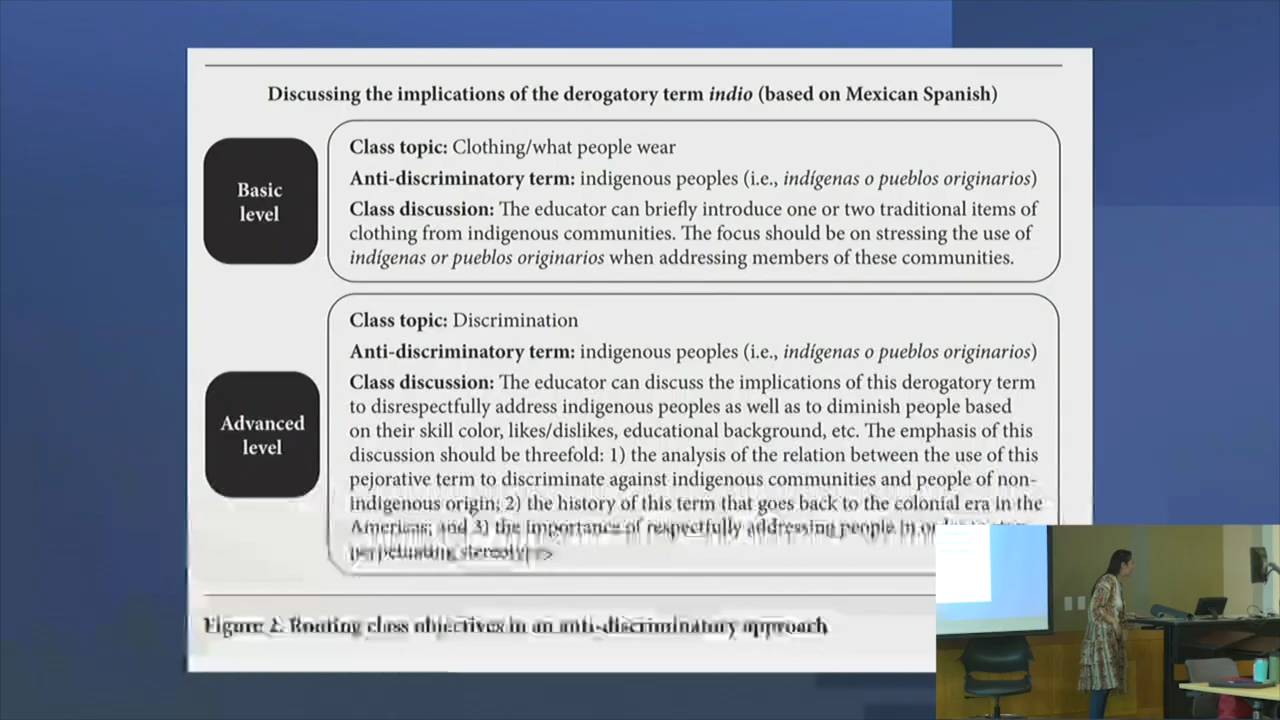 Discussing the implications of the derogatory term indio (based on Mexican Spanish)
Basic
level
Class topic: Clothing/what people wear
Anti-discriminatory term: indigenous peoples (i.e., indígenas o pueblos originarios)
Class discussion: The educator can briefly introduce one or two traditional items of
clothing from indigenous communities. The focus should be on stressing the use of
indígenas or pueblos originarios when addressing members of these communities.
Advanced
level
Class topic: Discrimination
Anti-discriminatory term: indigenous peoples (i.e., indígenas o pueblos originarios)
Class discussion: The educator can discuss the implications of this derogatory term
to disrespectfully address indigenous peoples as well as to diminish people based
on their skill color, likes/dislikes, educational background, etc. The emphasis of this
discussion should be threefold: 1) the analysis of the relation between the use of this
pejorative term to discriminate against indigenous communities and people of non-
indigenous origin; 2) the history of this term that goes back to the colonial era in the
Americas; and 3) the importance of respectfully addressing people in
perpetuating
Figure class objectives in an anti-discriminatory approach